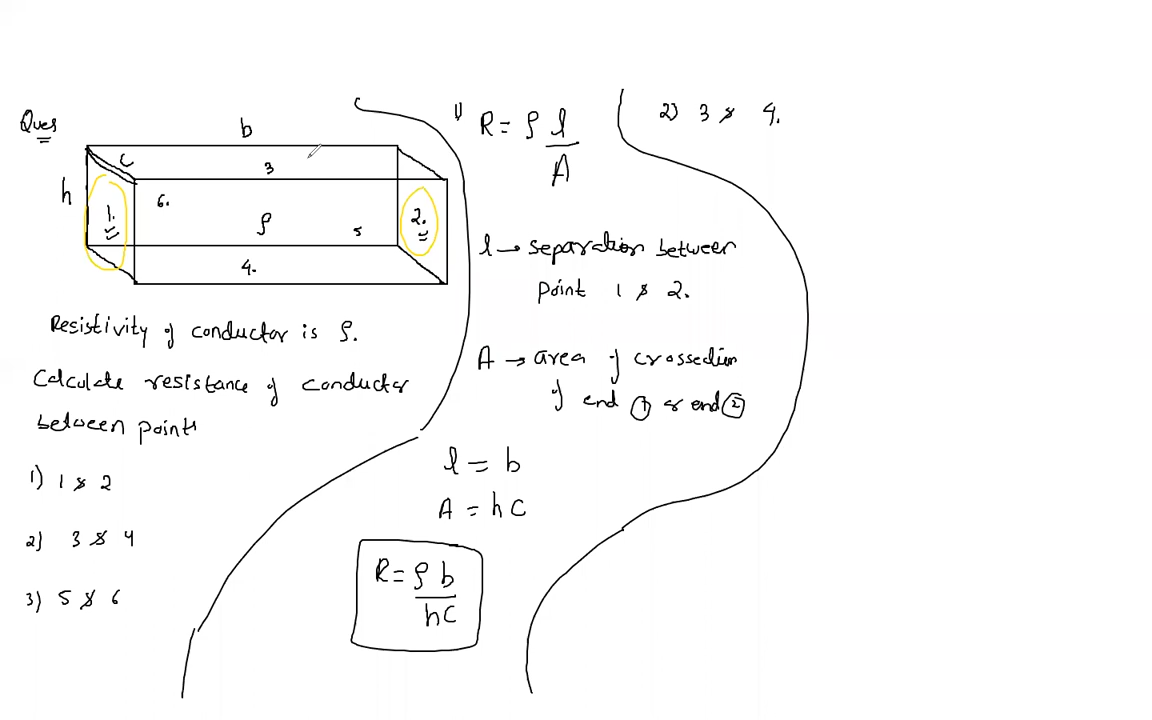 Ques
b
c
3
h
6.
1.
ρ
5
2.
4.
Resistivity of conductor is ρ.
Calculate resistance of conductor
between points
1) 1 & 2
2) 3 & 4
3) 5 & 6
1) R = ρ l / A
l → separation between
point 1 & 2.
A → area of crossection
of end ① or end ②
l = b
A = hc
R = ρ b / hc
2) 3 & 4.